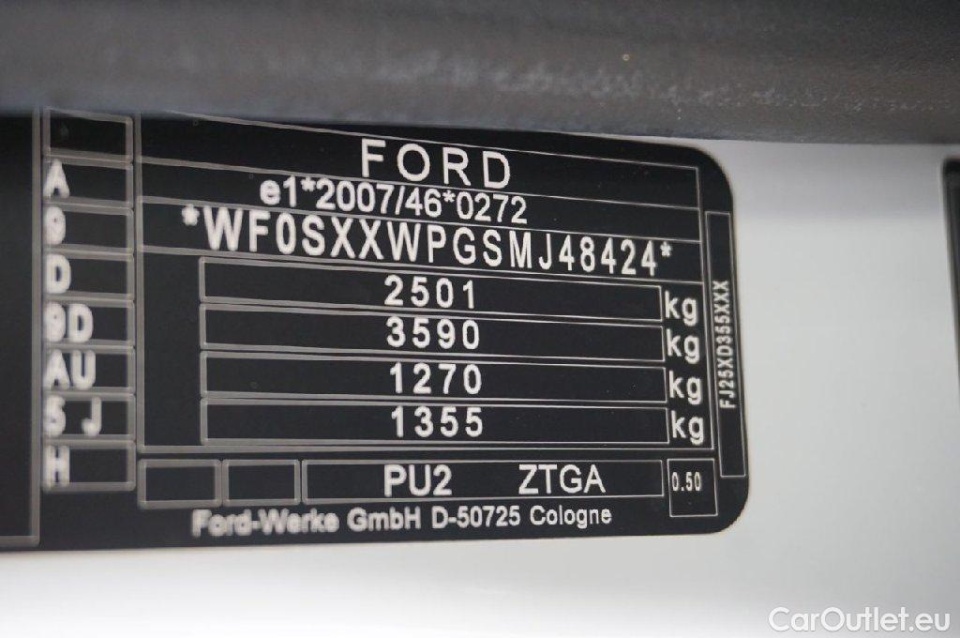 FORD
e1*2007/46*0272
*WF0SXXWPGSMJ48424*
2501 kg
3590 kg
1270 kg
1355 kg
A
9
D
9D
AU
5 J
H
FJ25XD355XXX
PU2 ZTGA 0.50
Ford-Werke GmbH D-50725 Cologne
CarOutlet.eu